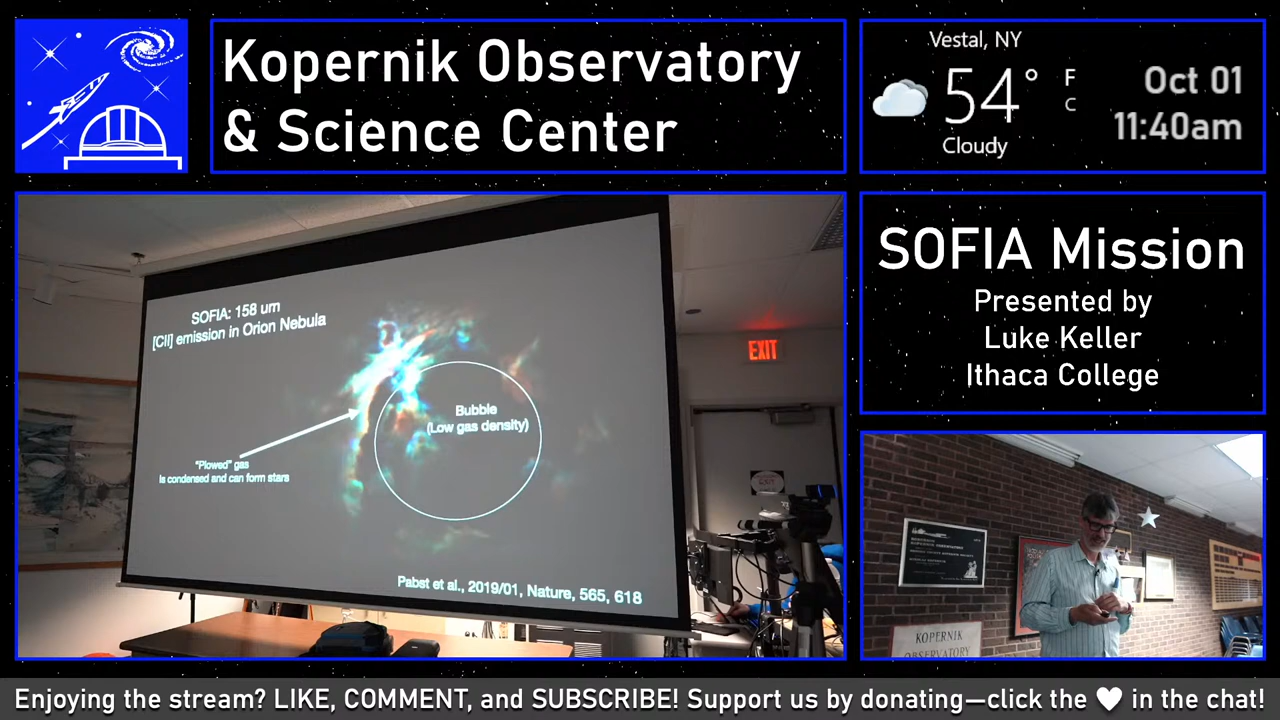 Kopernik Observatory
& Science Center
Vestal, NY
54° F
C
Cloudy
Oct 01
11:40am
SOFIA: 158 um
[CII] emission in Orion Nebula
Bubble
(Low gas density)
"Plowed" gas
is condensed and can form stars
Pabst et al., 2019/01, Nature, 565, 618
EXIT
SOFIA Mission
Presented by
Luke Keller
Ithaca College
KOPERNIK
OBSERVATORY
Enjoying the stream? LIKE, COMMENT, and SUBSCRIBE! Support us by donating—click the ♥ in the chat!